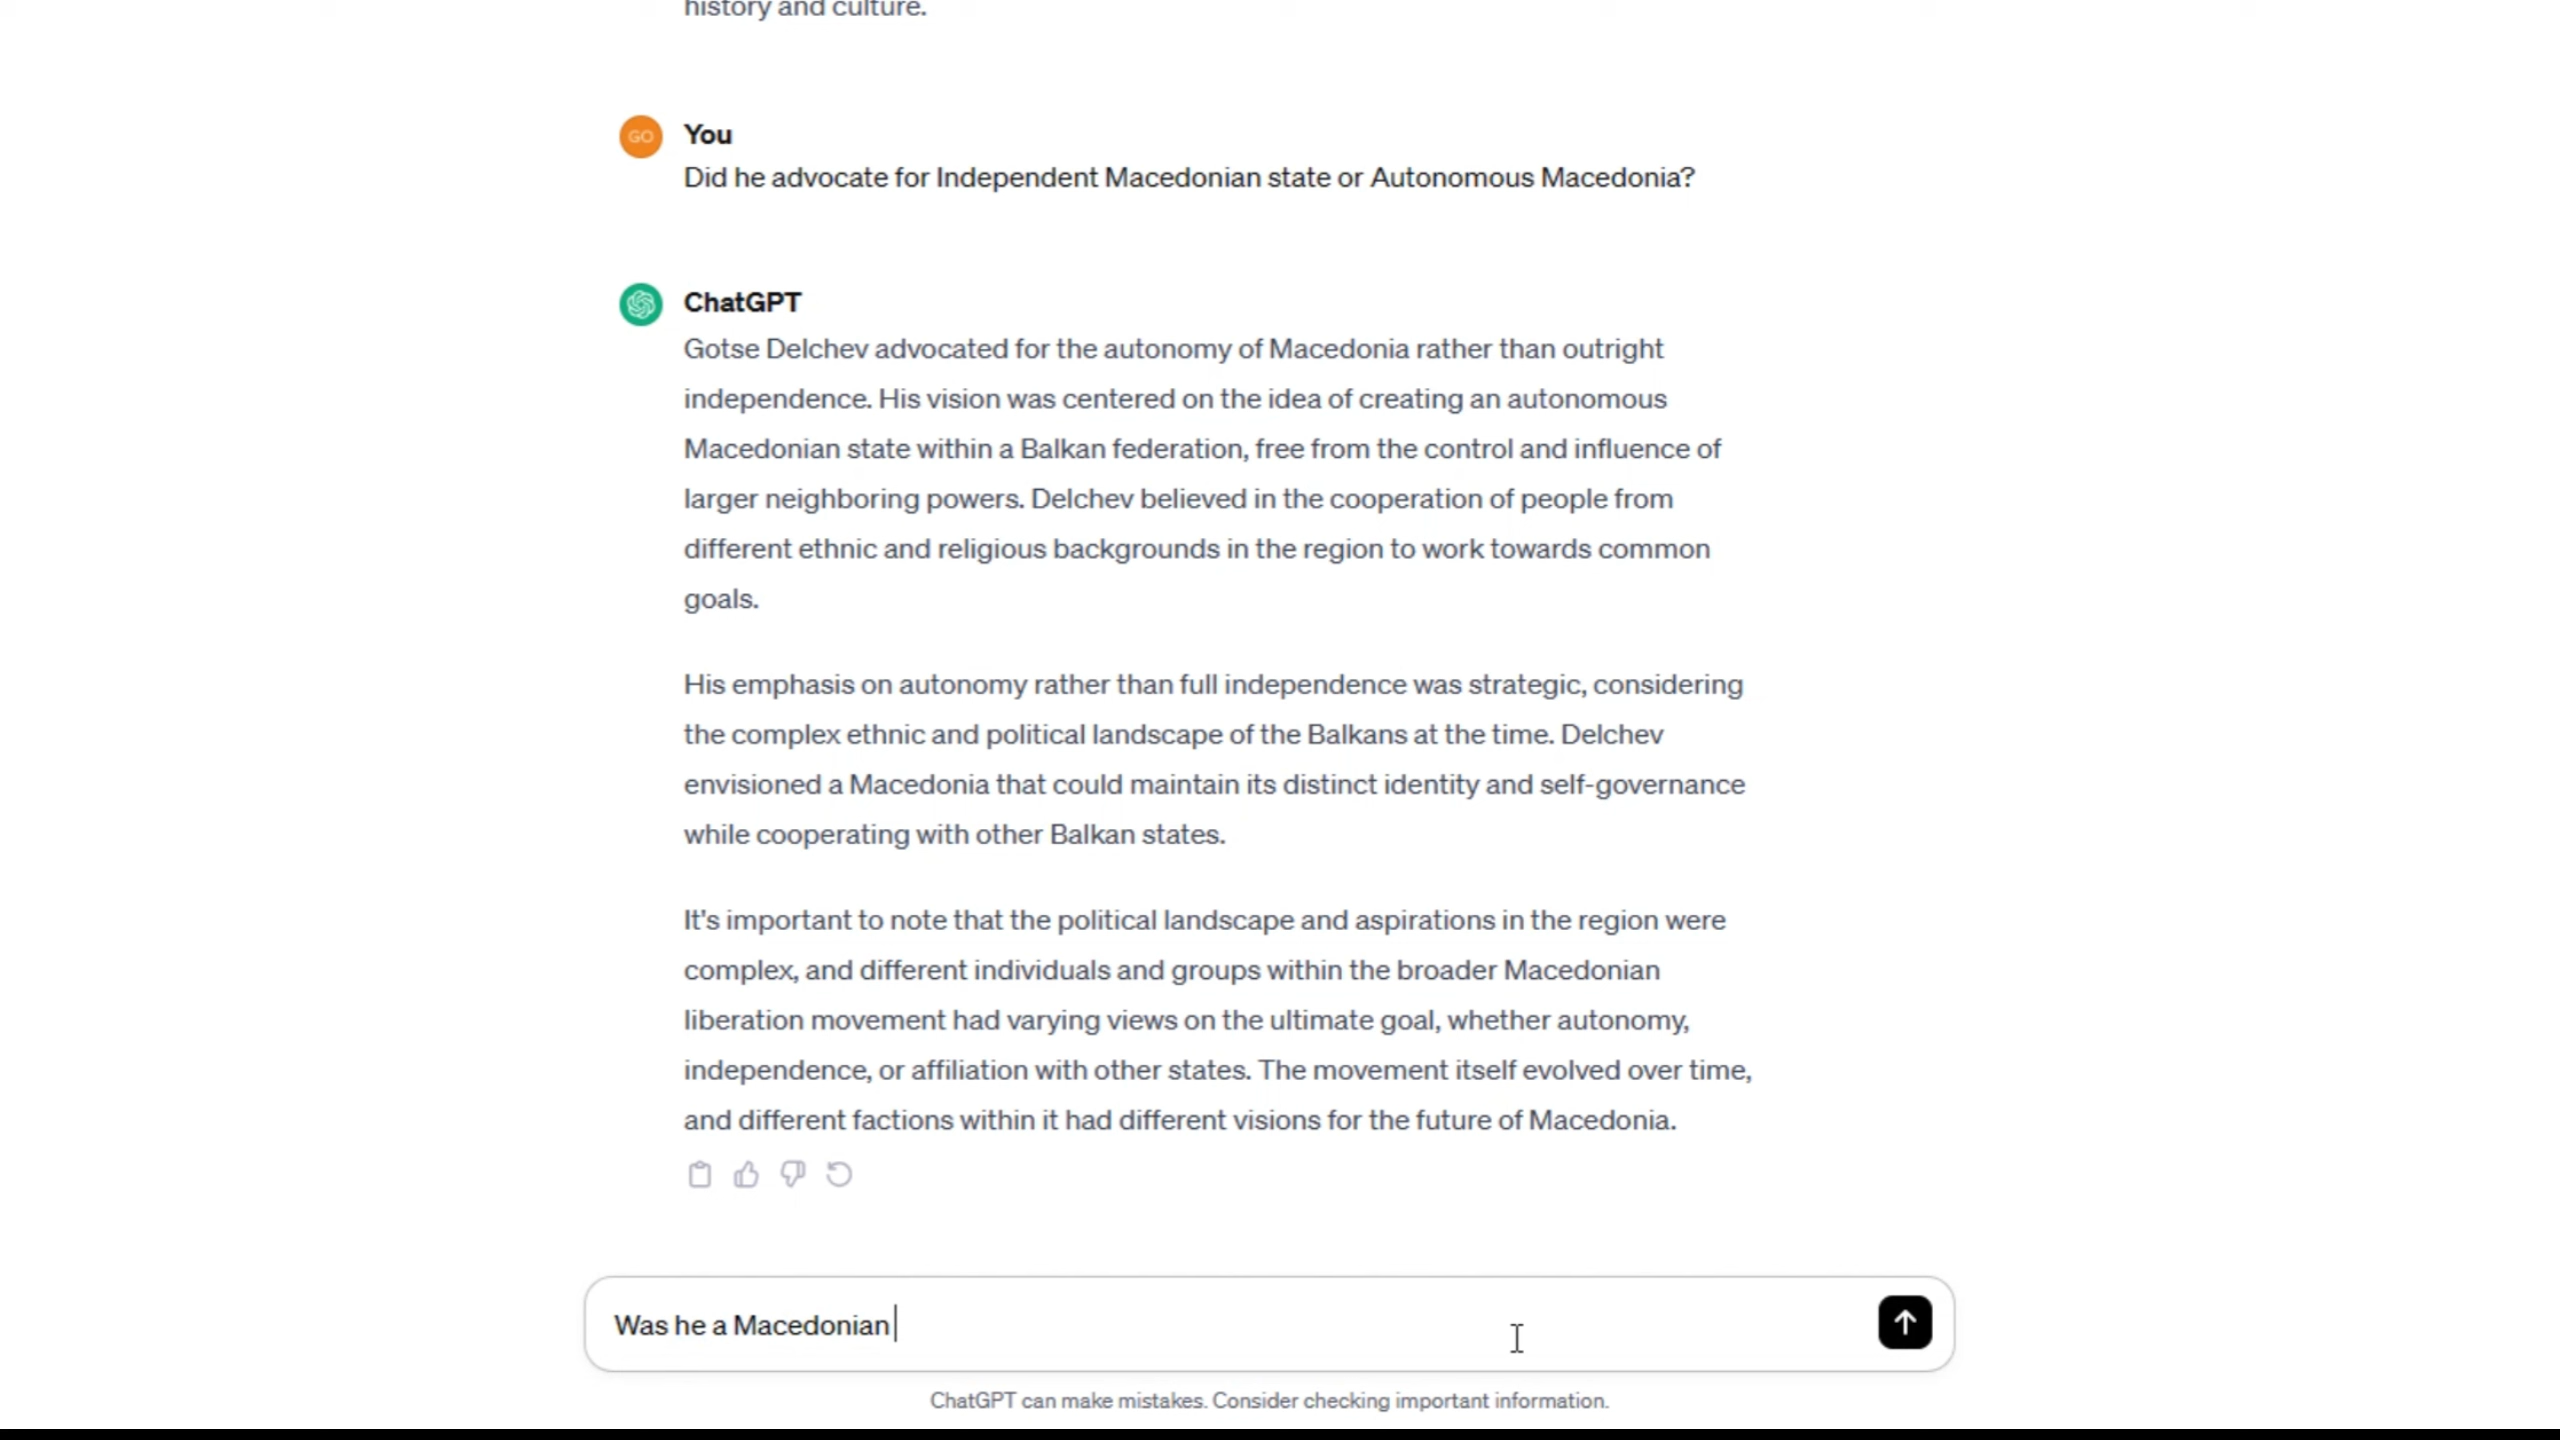 history and culture.
GO
You
Did he advocate for Independent Macedonian state or Autonomous Macedonia?
ChatGPT
Gotse Delchev advocated for the autonomy of Macedonia rather than outright
independence. His vision was centered on the idea of creating an autonomous
Macedonian state within a Balkan federation, free from the control and influence of
larger neighboring powers. Delchev believed in the cooperation of people from
different ethnic and religious backgrounds in the region to work towards common
goals.
His emphasis on autonomy rather than full independence was strategic, considering
the complex ethnic and political landscape of the Balkans at the time. Delchev
envisioned a Macedonia that could maintain its distinct identity and self-governance
while cooperating with other Balkan states.
It's important to note that the political landscape and aspirations in the region were
complex, and different individuals and groups within the broader Macedonian
liberation movement had varying views on the ultimate goal, whether autonomy,
independence, or affiliation with other states. The movement itself evolved over time,
and different factions within it had different visions for the future of Macedonia.
Was he a Macedonian
ChatGPT can make mistakes. Consider checking important information.